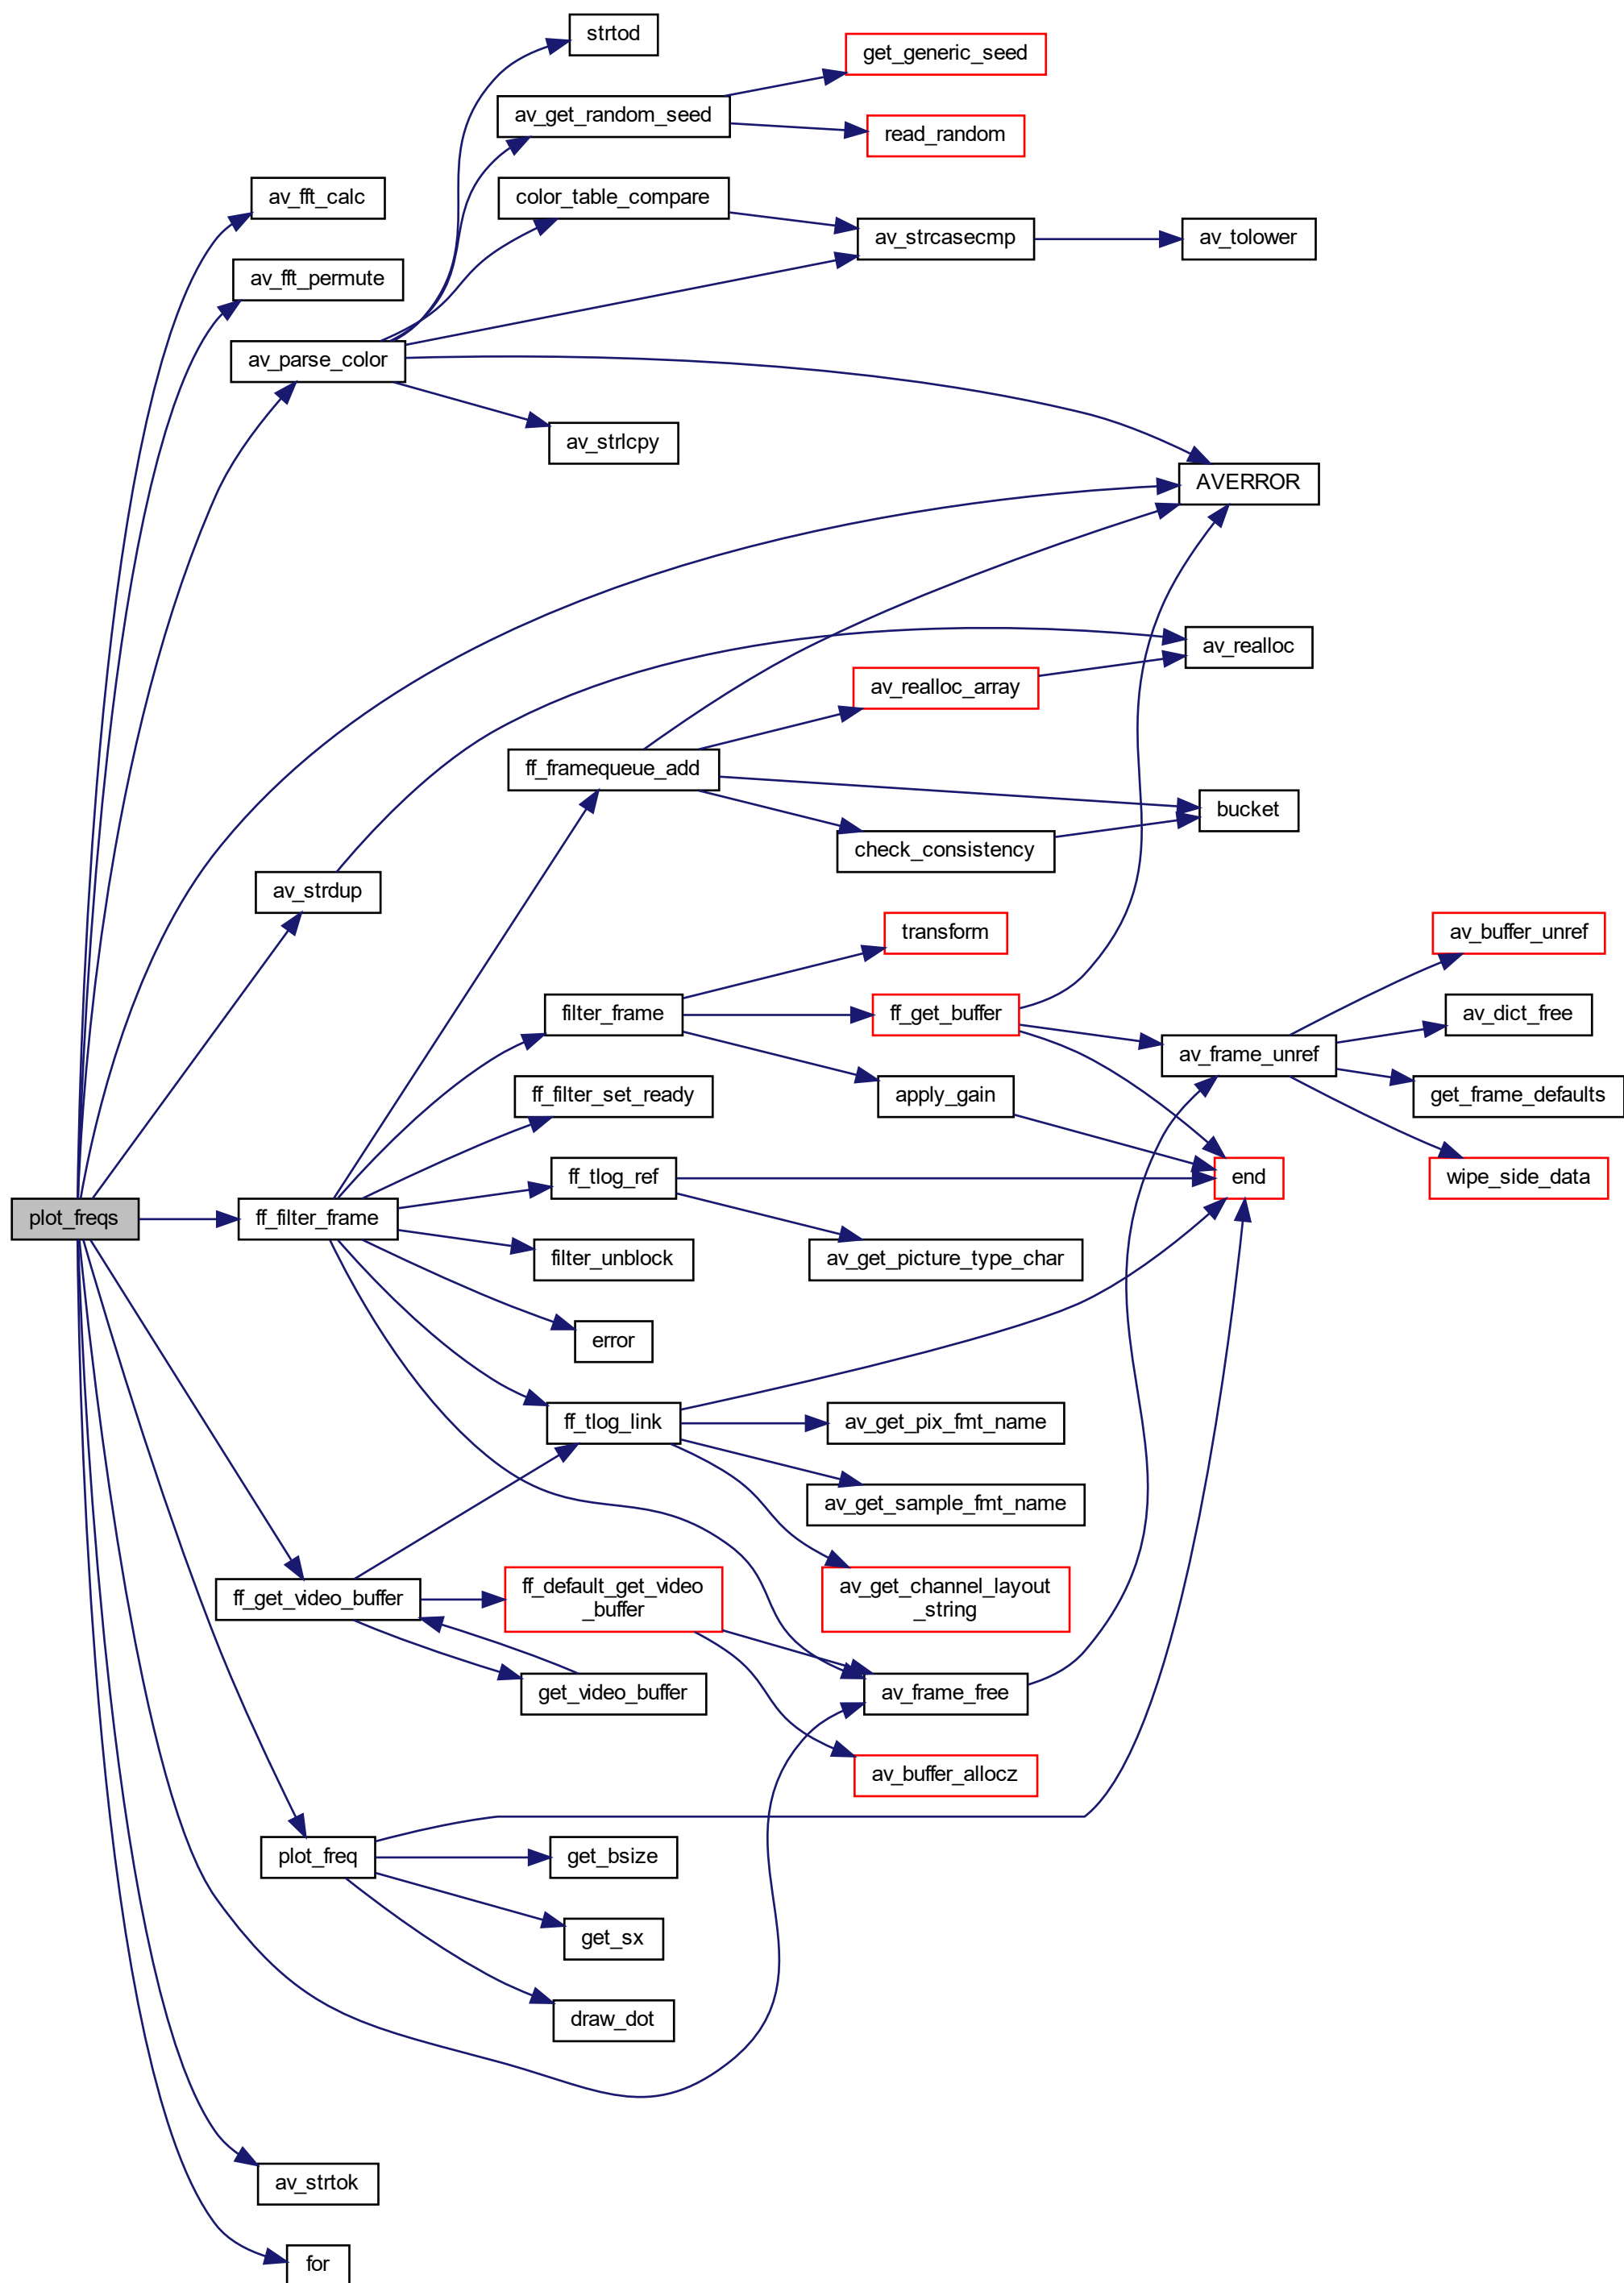 strtod
get_generic_seed
av_get_random_seed
read_random
av_fft_calc
color_table_compare
av_strcasecmp
av_tolower
av_fft_permute
av_parse_color
av_strlcpy
AVERROR
av_realloc
av_realloc_array
ff_framequeue_add
bucket
check_consistency
av_strdup
transform
av_buffer_unref
filter_frame
ff_get_buffer
av_dict_free
av_frame_unref
ff_filter_set_ready
apply_gain
get_frame_defaults
ff_tlog_ref
end
wipe_side_data
plot_freqs
ff_filter_frame
filter_unblock
av_get_picture_type_char
error
ff_tlog_link
av_get_pix_fmt_name
av_get_sample_fmt_name
ff_get_video_buffer
ff_default_get_video
_buffer
av_get_channel_layout
_string
get_video_buffer
av_frame_free
av_buffer_allocz
plot_freq
get_bsize
get_sx
draw_dot
av_strtok
for